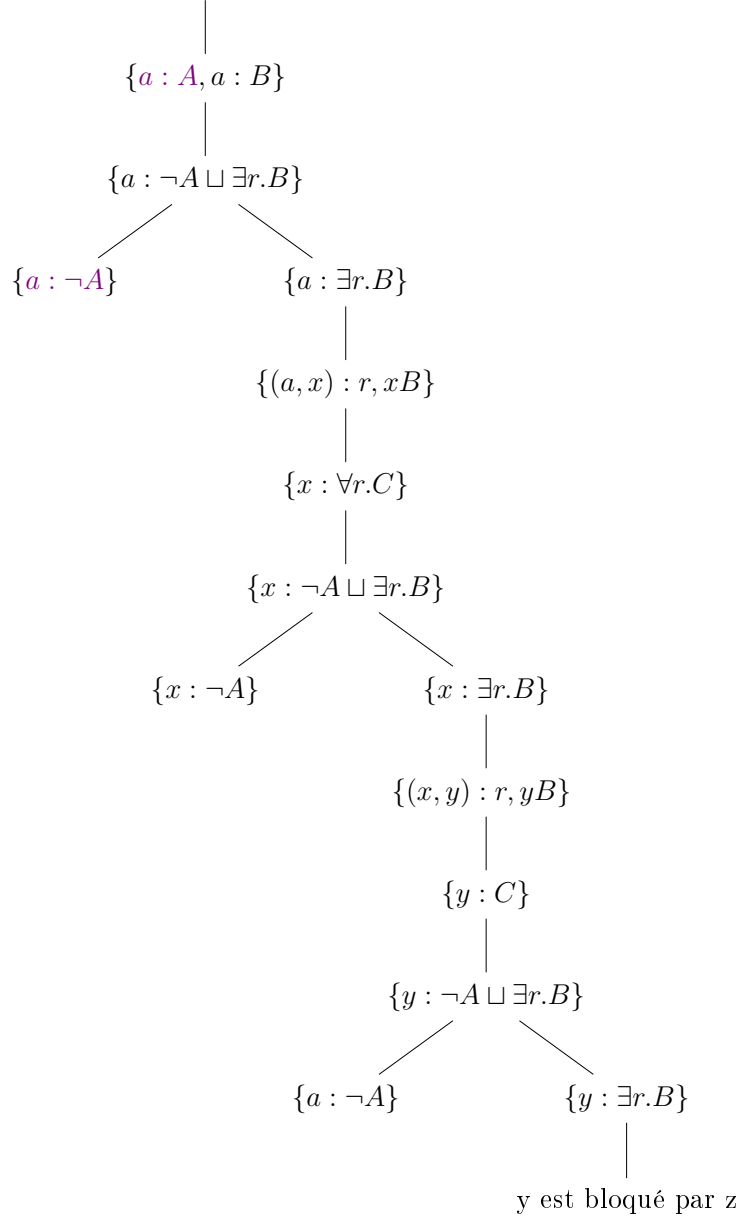 {a : A, a : B}
{a : ¬A ⊔ ∃r.B}
{a : ¬A} {a : ∃r.B}
{(a, x) : r, xB}
{x : ∀r.C}
{x : ¬A ⊔ ∃r.B}
{x : ¬A} {x : ∃r.B}
{(x, y) : r, yB}
{y : C}
{y : ¬A ⊔ ∃r.B}
{a : ¬A} {y : ∃r.B}
y est bloqué par z